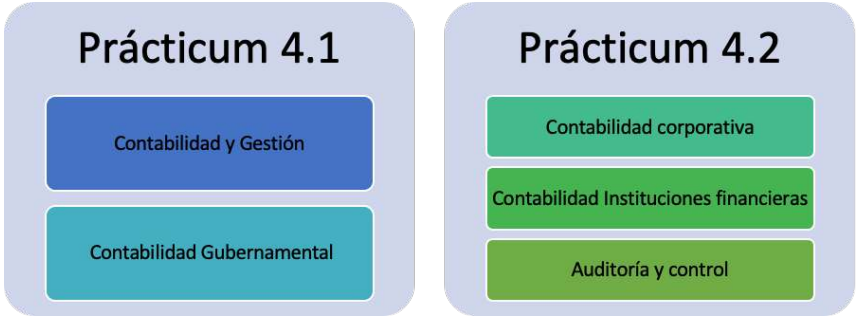 Prácticum 4.1
Contabilidad y Gestión
Contabilidad Gubernamental
Prácticum 4.2
Contabilidad corporativa
Contabilidad Instituciones financieras
Auditoría y control